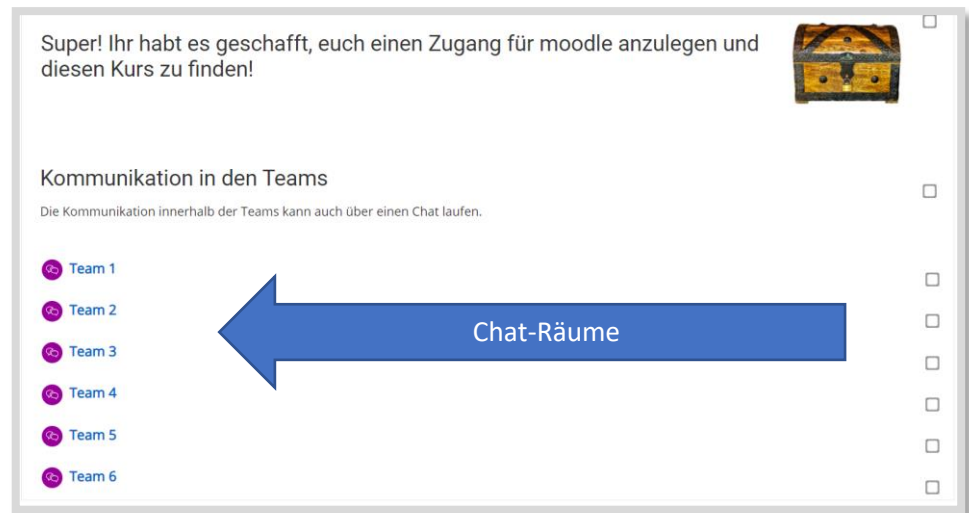 Super! Ihr habt es geschafft, euch einen Zugang für moodle anzulegen und
diesen Kurs zu finden!
Kommunikation in den Teams
Die Kommunikation innerhalb der Teams kann auch über einen Chat laufen.
Team 1
Team 2
Team 3
Team 4
Team 5
Team 6
Chat-Räume